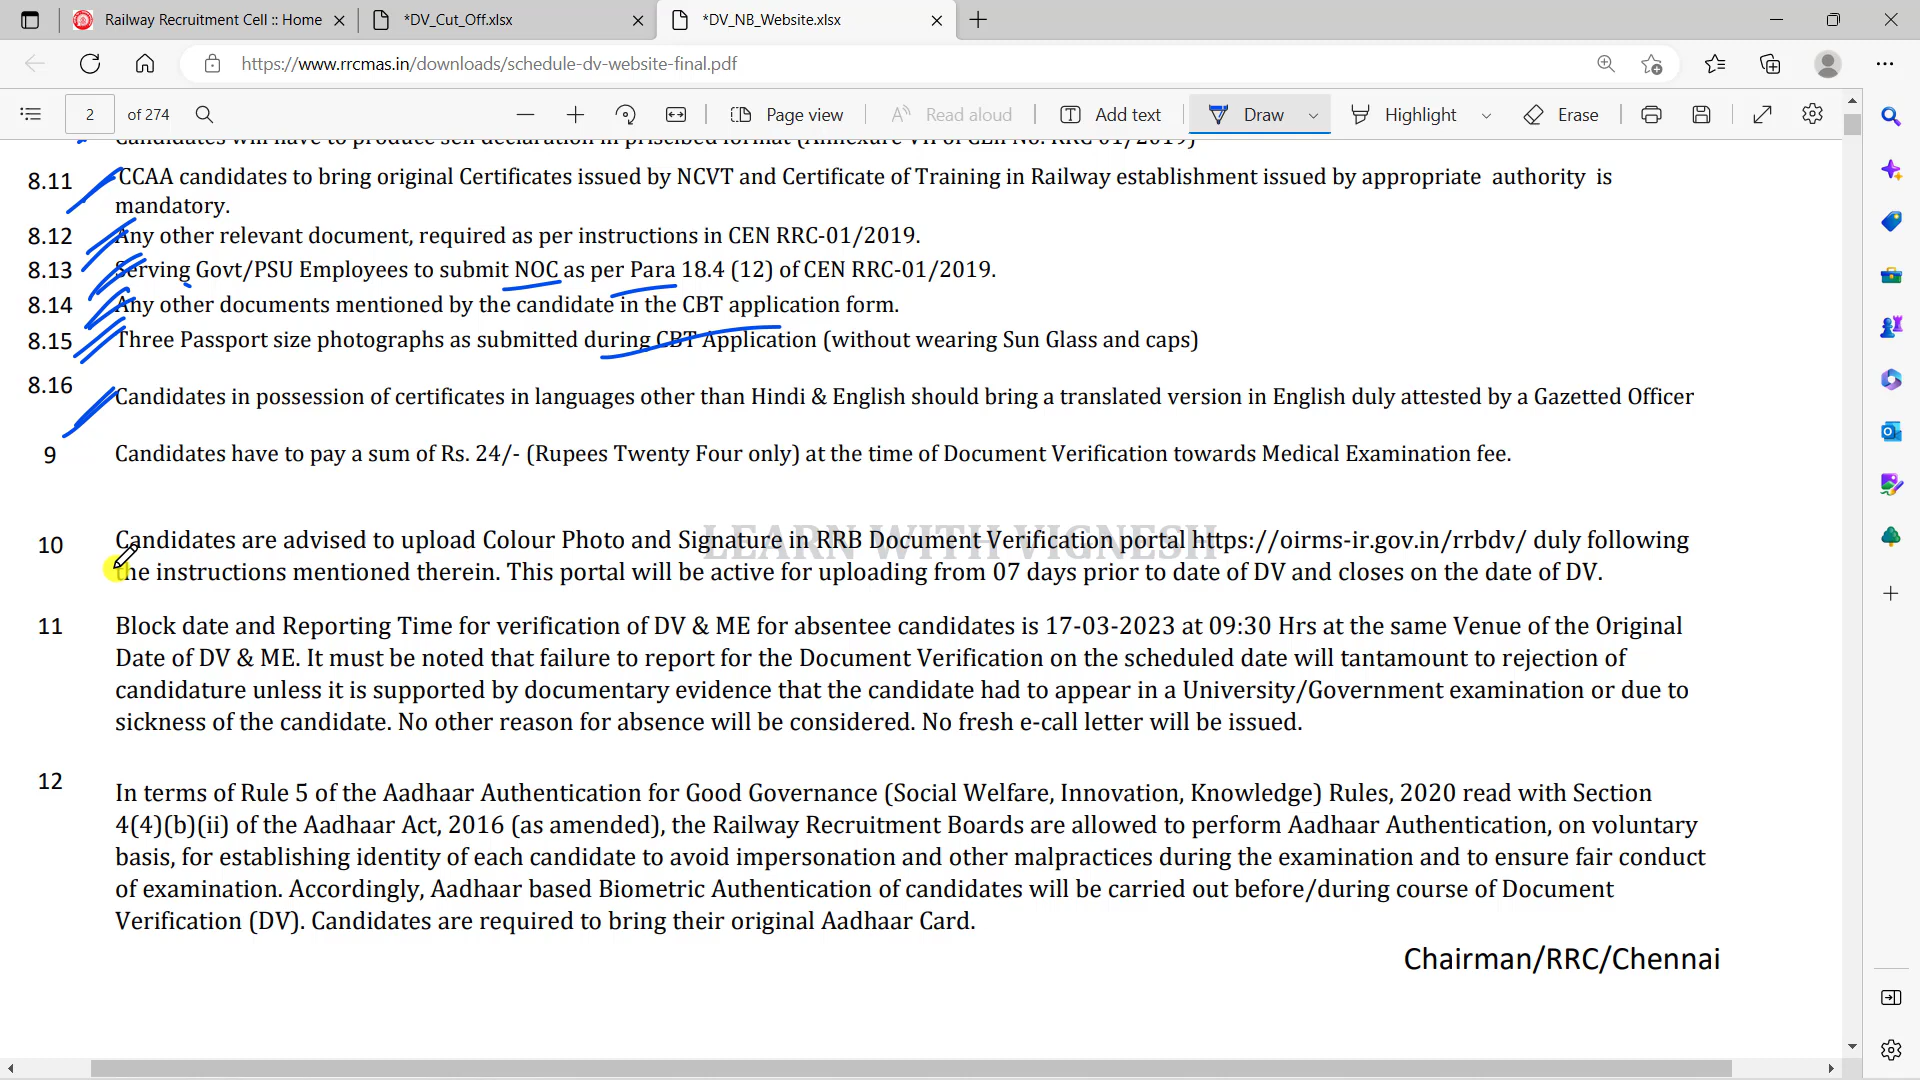 Railway Recruitment Cell :: Home
*DV_Cut_Off.xlsx
*DV_NB_Website.xlsx
https://www.rrcmas.in/downloads/schedule-dv-website-final.pdf
2 of 274
Page view
Read aloud
Add text
Draw
Highlight
Erase
Candidates will have to produce self declaration in priscibed format (Annexure VII of CEN No. RRC 01/2019)
8.11 CCAA candidates to bring original Certificates issued by NCVT and Certificate of Training in Railway establishment issued by appropriate authority is
mandatory.
8.12 Any other relevant document, required as per instructions in CEN RRC-01/2019.
8.13 Serving Govt/PSU Employees to submit NOC as per Para 18.4 (12) of CEN RRC-01/2019.
8.14 Any other documents mentioned by the candidate in the CBT application form.
8.15 Three Passport size photographs as submitted during CBT Application (without wearing Sun Glass and caps)
8.16 Candidates in possession of certificates in languages other than Hindi & English should bring a translated version in English duly attested by a Gazetted Officer
9 Candidates have to pay a sum of Rs. 24/- (Rupees Twenty Four only) at the time of Document Verification towards Medical Examination fee.
LEARN WITH VIGNESH
10 Candidates are advised to upload Colour Photo and Signature in RRB Document Verification portal https://oirms-ir.gov.in/rrbdv/ duly following
the instructions mentioned therein. This portal will be active for uploading from 07 days prior to date of DV and closes on the date of DV.
11 Block date and Reporting Time for verification of DV & ME for absentee candidates is 17-03-2023 at 09:30 Hrs at the same Venue of the Original
Date of DV & ME. It must be noted that failure to report for the Document Verification on the scheduled date will tantamount to rejection of
candidature unless it is supported by documentary evidence that the candidate had to appear in a University/Government examination or due to
sickness of the candidate. No other reason for absence will be considered. No fresh e-call letter will be issued.
12 In terms of Rule 5 of the Aadhaar Authentication for Good Governance (Social Welfare, Innovation, Knowledge) Rules, 2020 read with Section
4(4)(b)(ii) of the Aadhaar Act, 2016 (as amended), the Railway Recruitment Boards are allowed to perform Aadhaar Authentication, on voluntary
basis, for establishing identity of each candidate to avoid impersonation and other malpractices during the examination and to ensure fair conduct
of examination. Accordingly, Aadhaar based Biometric Authentication of candidates will be carried out before/during course of Document
Verification (DV). Candidates are required to bring their original Aadhaar Card.
Chairman/RRC/Chennai